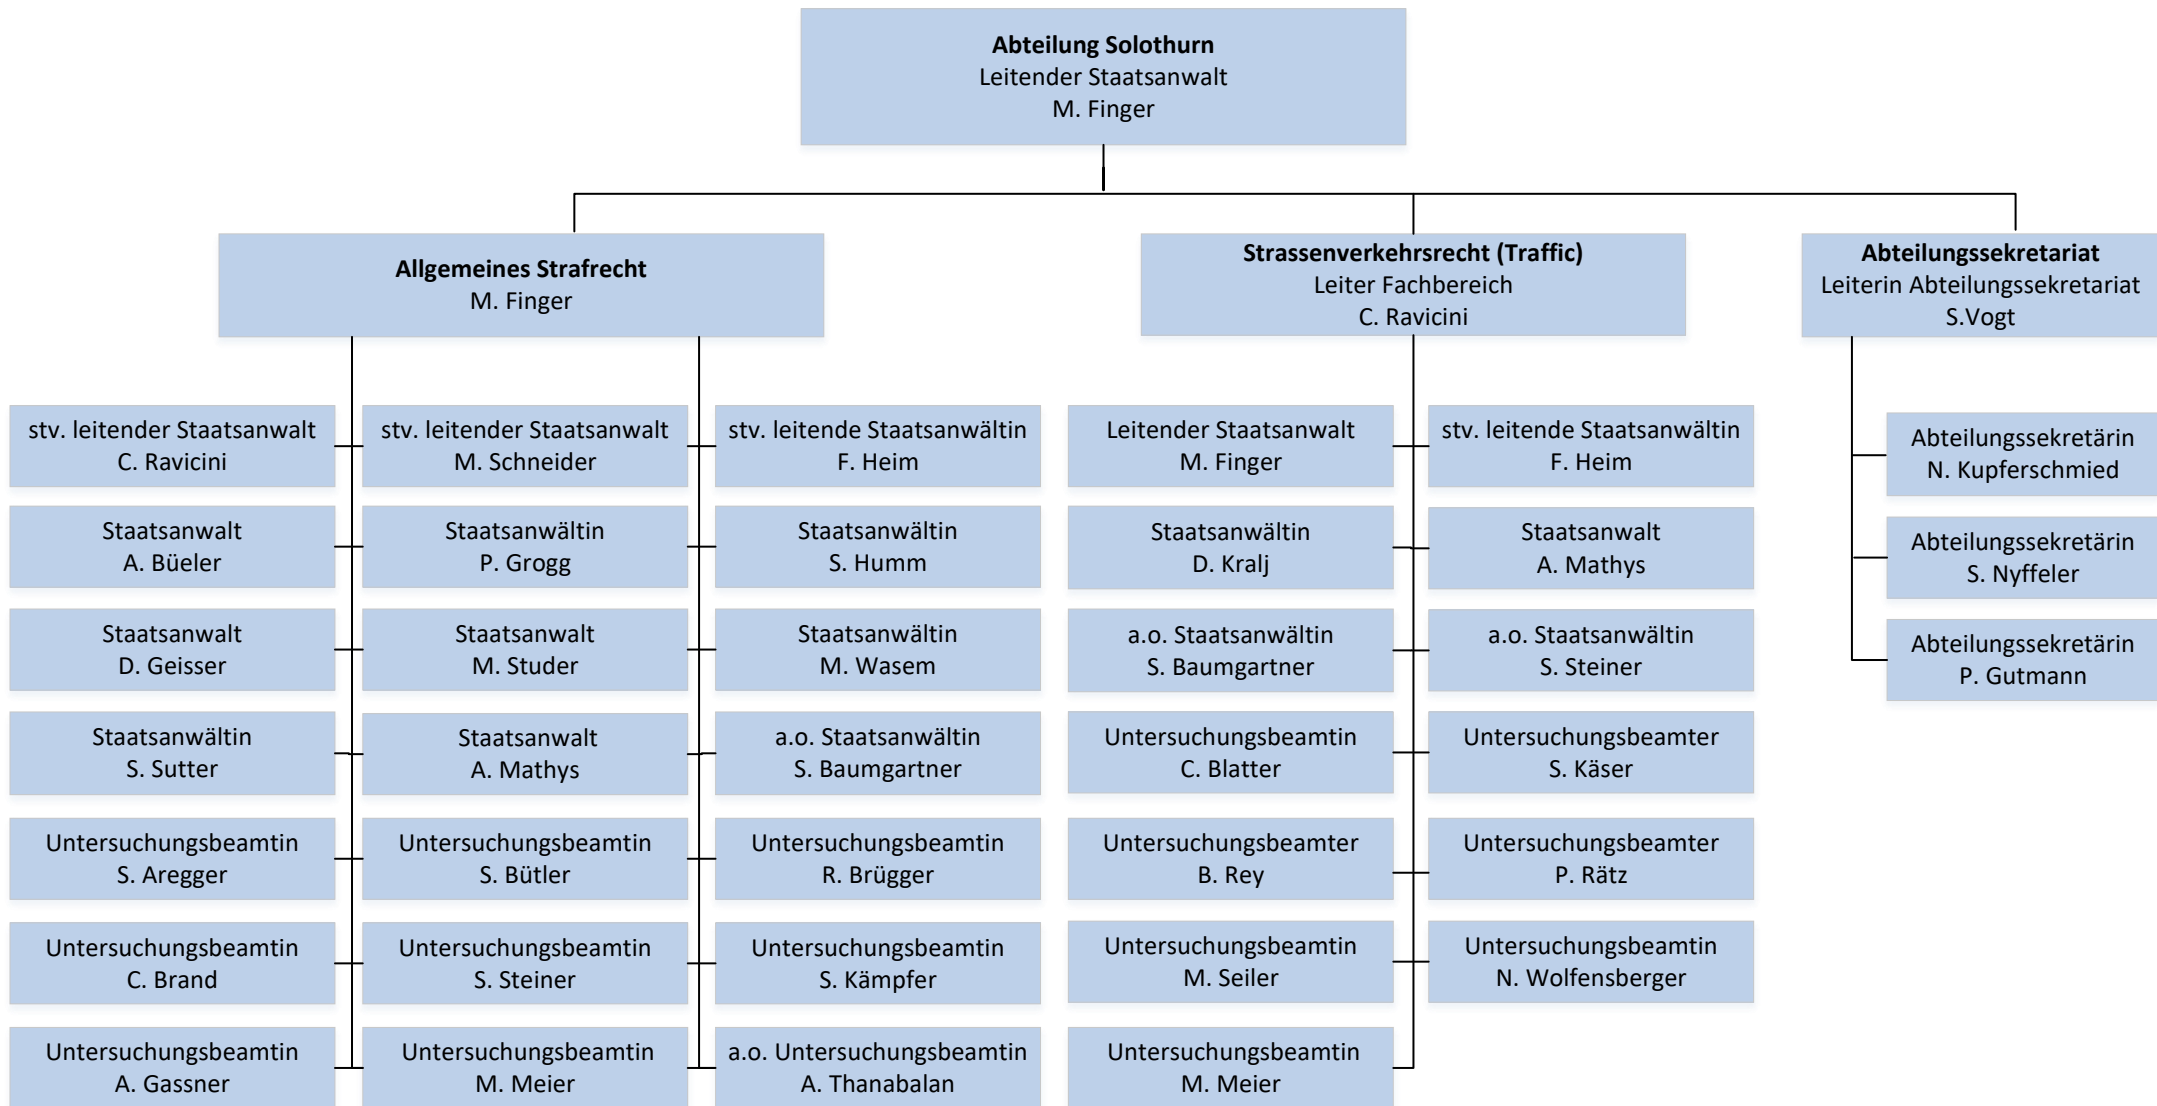 Abteilung Solothurn
Leitender Staatsanwalt
M. Finger
Allgemeines Strafrecht
M. Finger
Strassenverkehrsrecht (Traffic)
Leiter Fachbereich
C. Ravicini
Abteilungssekretariat
Leiterin Abteilungssekretariat
S.Vogt
stv. leitender Staatsanwalt
C. Ravicini
stv. leitender Staatsanwalt
M. Schneider
stv. leitende Staatsanwältin
F. Heim
Leitender Staatsanwalt
M. Finger
stv. leitende Staatsanwältin
F. Heim
Abteilungssekretärin
N. Kupferschmied
Staatsanwalt
A. Büeler
Staatsanwältin
P. Grogg
Staatsanwältin
S. Humm
Staatsanwältin
D. Kralj
Staatsanwalt
A. Mathys
Abteilungssekretärin
S. Nyffeler
Staatsanwalt
D. Geisser
Staatsanwalt
M. Studer
Staatsanwältin
M. Wasem
a.o. Staatsanwältin
S. Baumgartner
a.o. Staatsanwältin
S. Steiner
Abteilungssekretärin
P. Gutmann
Staatsanwältin
S. Sutter
Staatsanwalt
A. Mathys
a.o. Staatsanwältin
S. Baumgartner
Untersuchungsbeamtin
C. Blatter
Untersuchungsbeamter
S. Käser
Untersuchungsbeamtin
S. Aregger
Untersuchungsbeamtin
S. Bütler
Untersuchungsbeamtin
R. Brügger
Untersuchungsbeamter
B. Rey
Untersuchungsbeamter
P. Rätz
Untersuchungsbeamtin
C. Brand
Untersuchungsbeamtin
S. Steiner
Untersuchungsbeamtin
S. Kämpfer
Untersuchungsbeamtin
M. Seiler
Untersuchungsbeamtin
N. Wolfensberger
Untersuchungsbeamtin
A. Gassner
Untersuchungsbeamtin
M. Meier
a.o. Untersuchungsbeamtin
A. Thanabalan
Untersuchungsbeamtin
M. Meier